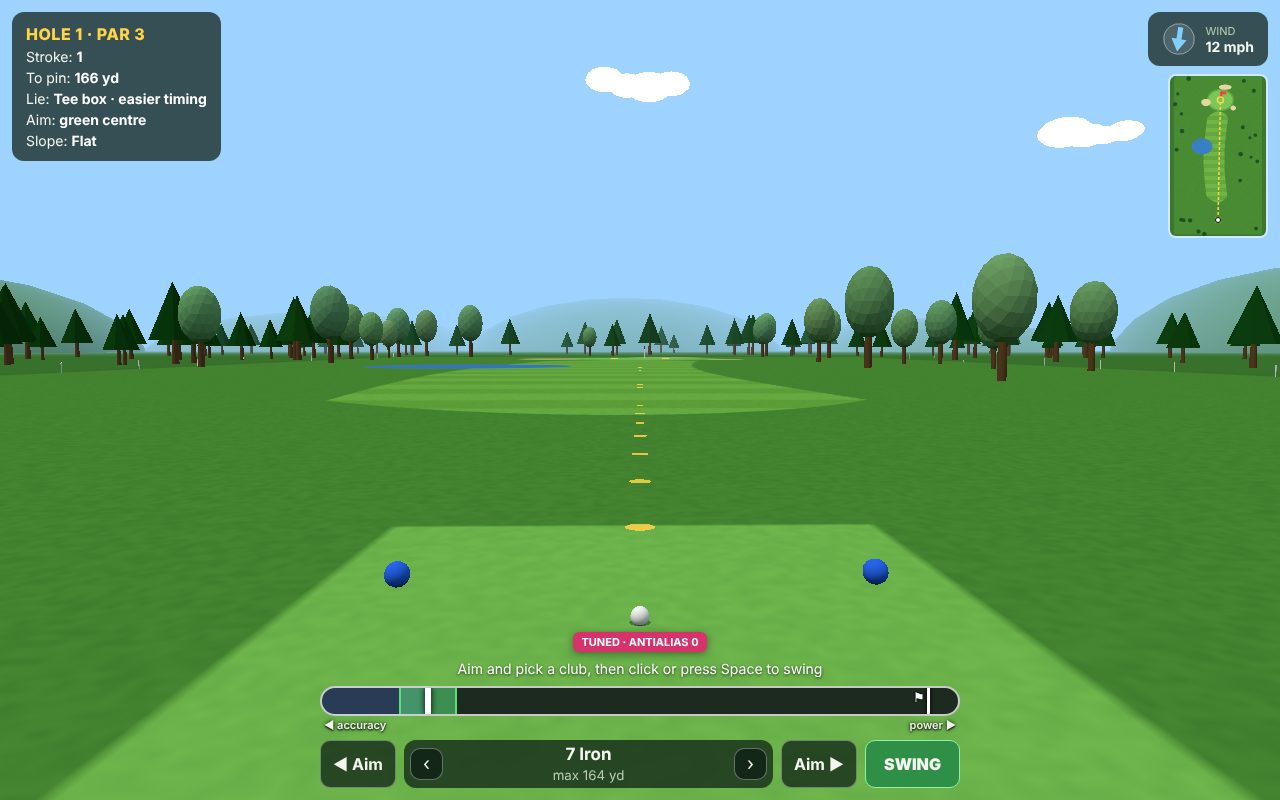 HOLE 1 · PAR 3
Stroke: 1
To pin: 166 yd
Lie: Tee box · easier timing
Aim: green centre
Slope: Flat
WIND
12 mph
TUNED · ANTIALIAS 0
Aim and pick a club, then click or press Space to swing
◀ accuracy
power ▶
◀ Aim
‹
7 Iron
max 164 yd
›
Aim ▶
SWING